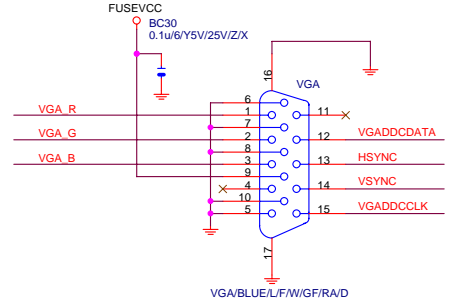 FUSEVCC
BC30
0.1u/6/Y5V/25V/Z/X
16
VGA
6
VGA_R
1
11
7
VGA_G
2
12
VGADDCDATA
8
VGA_B
3
13
HSYNC
9
4
14
VSYNC
10
5
15
VGADDCCLK
17
VGA/BLUE/L/F/W/GF/RA/D